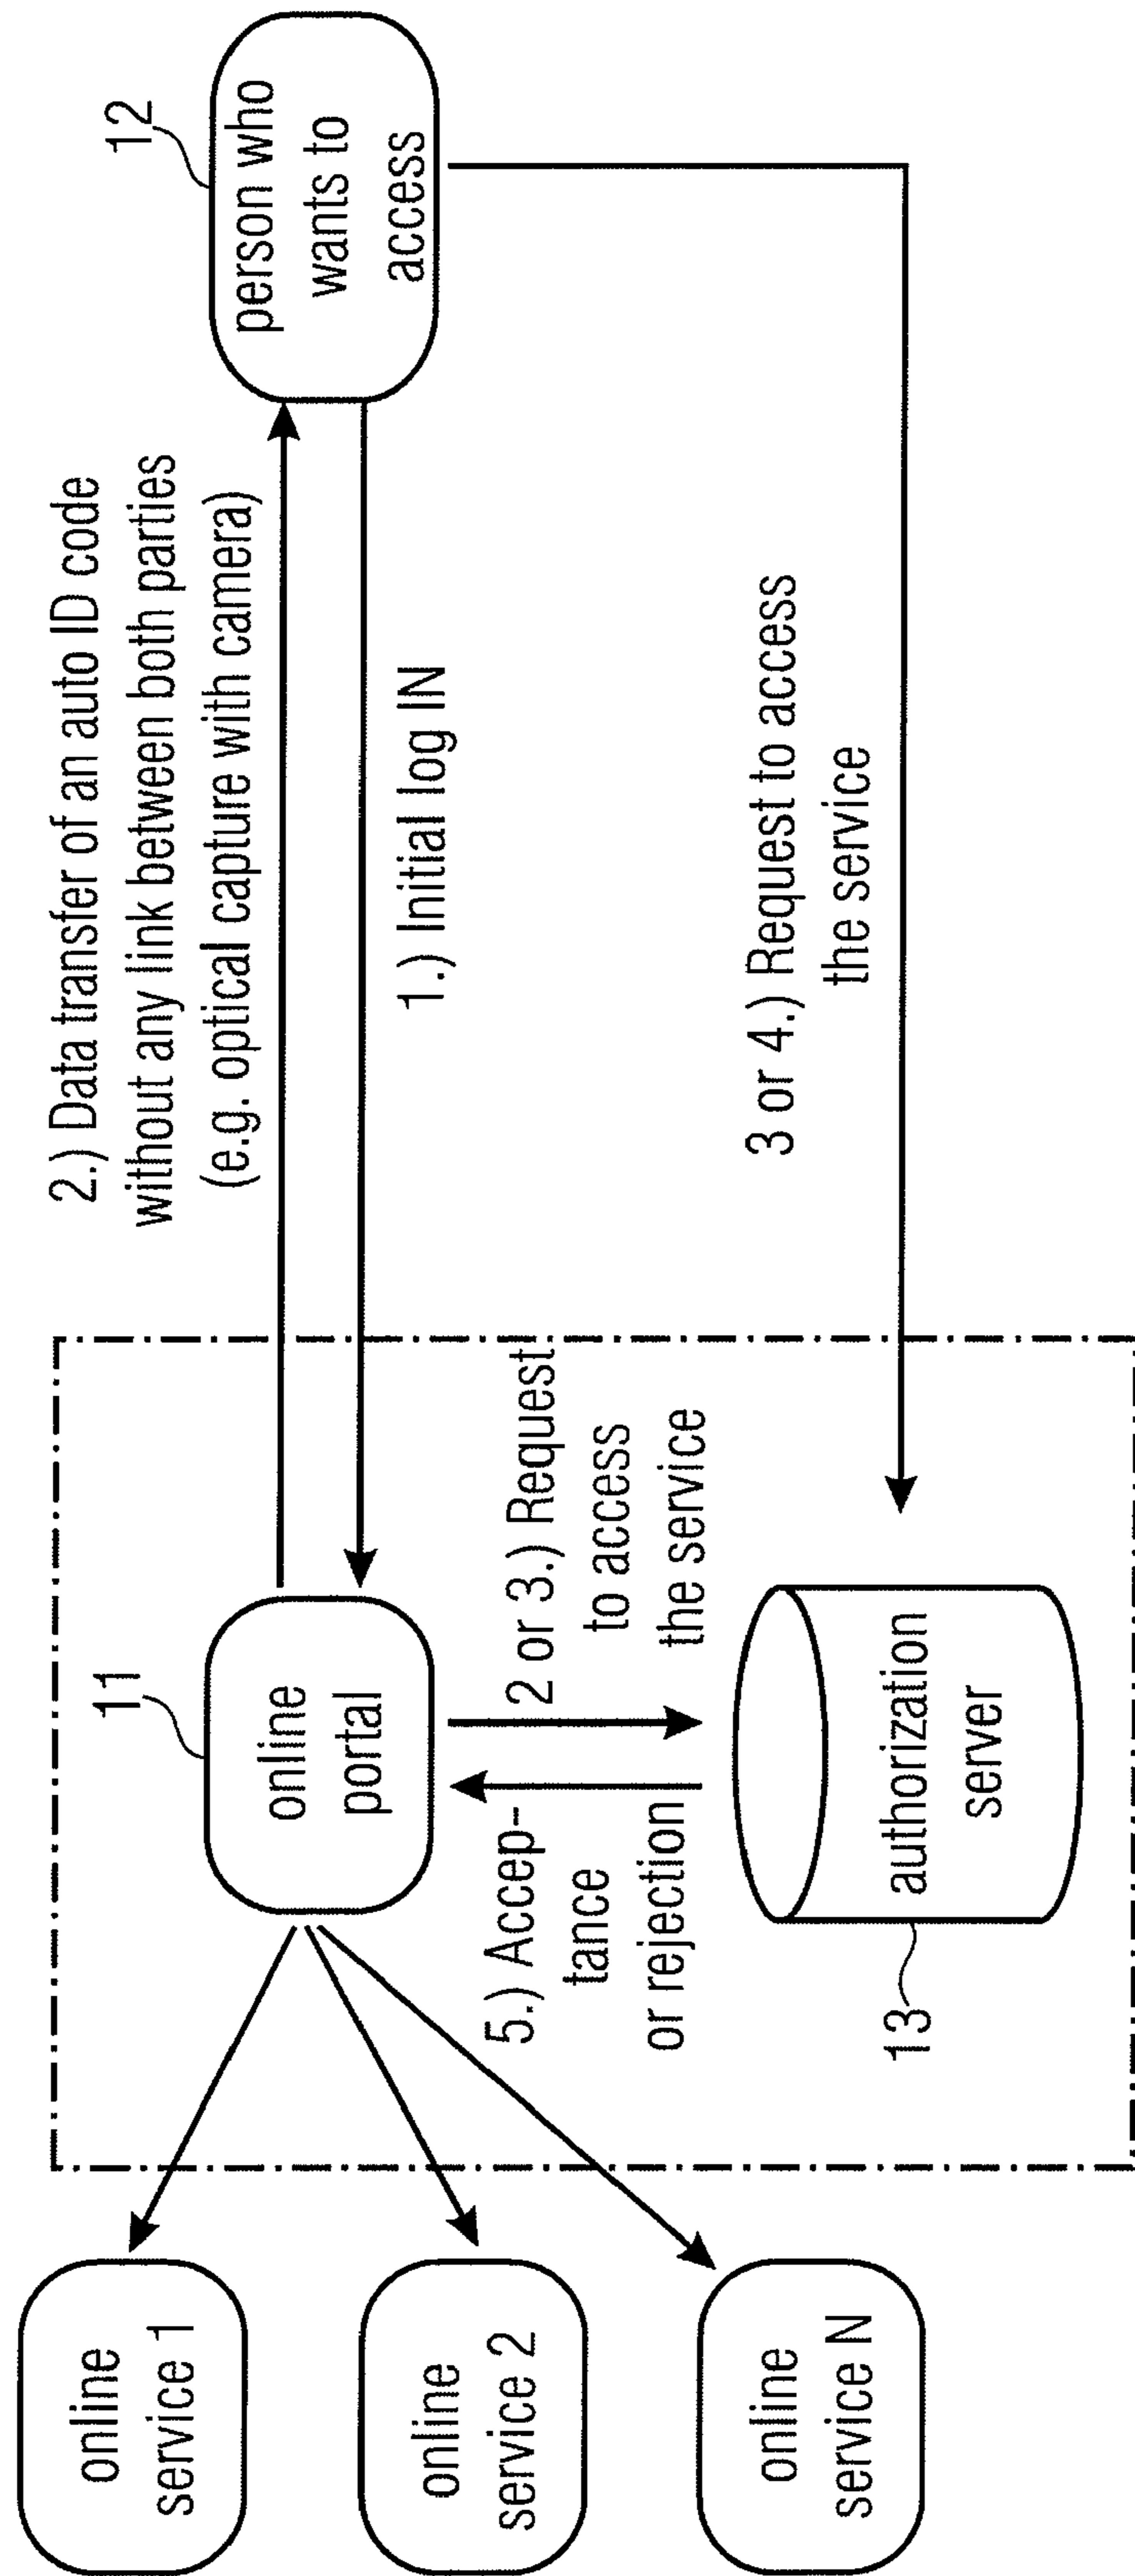 online
service 1
online
service 2
online
service N
11
online
portal
5.) Accep-
tance
or rejection
2 or 3.) Request
to access
the service
authorization
server
13
2.) Data transfer of an auto ID code
without any link between both parties
(e.g. optical capture with camera)
1.) Initial log IN
3 or 4.) Request to access
the service
12
person who
wants to
access